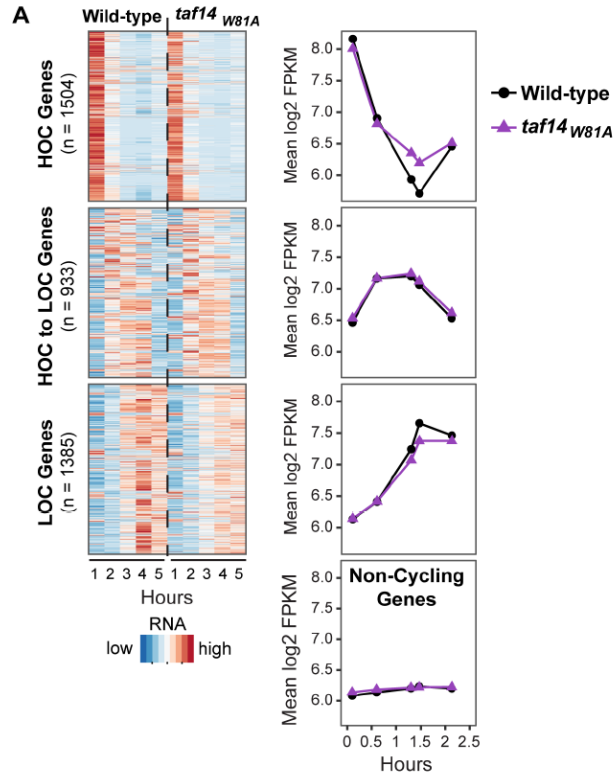 A
Wild-type taf14 W81A
HOC Genes
(n = 1504)
HOC to LOC Genes
(n = 933)
LOC Genes
(n = 1385)
1 2 3 4 5 1 2 3 4 5
Hours
RNA
low high
Mean log2 FPKM
8.0
7.5
7.0
6.5
6.0
Wild-type
taf14 W81A
Mean log2 FPKM
8.0
7.5
7.0
6.5
6.0
Mean log2 FPKM
8.0
7.5
7.0
6.5
6.0
Mean log2 FPKM
8.0
7.5
7.0
6.5
6.0
Non-Cycling
Genes
0 0.5 1 1.5 2 2.5
Hours